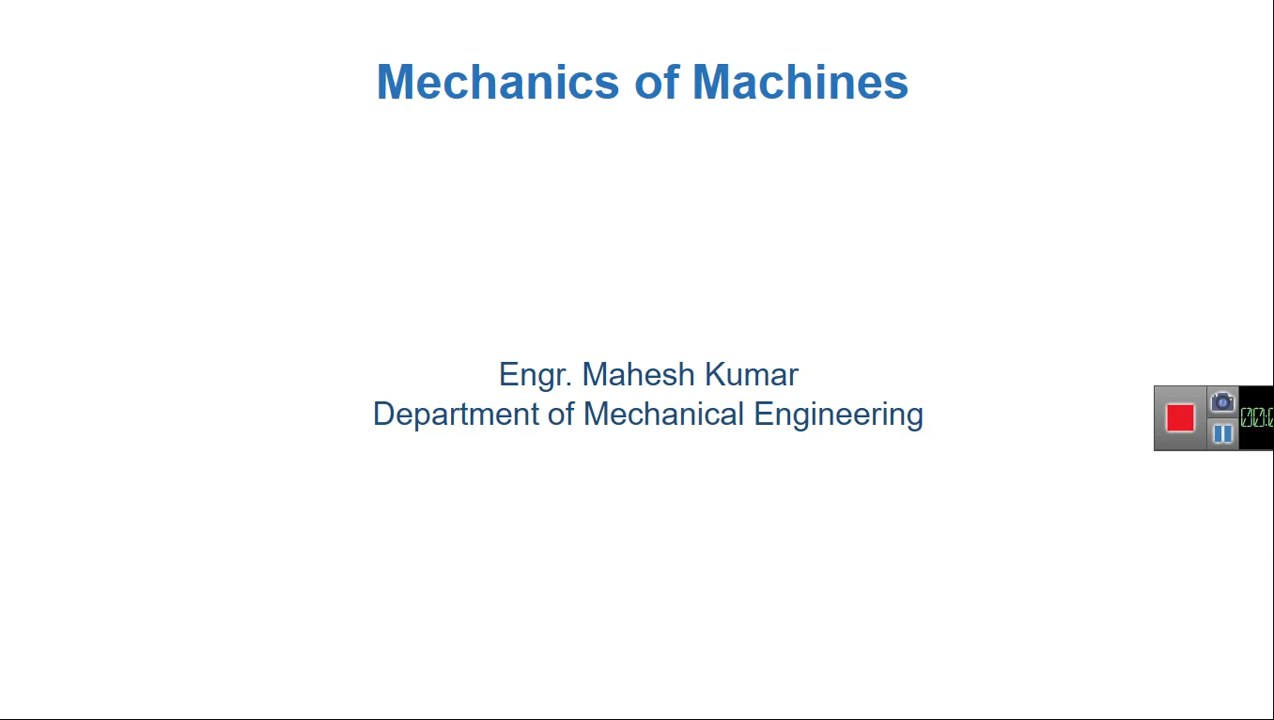 Mechanics of Machines
Engr. Mahesh Kumar
Department of Mechanical Engineering